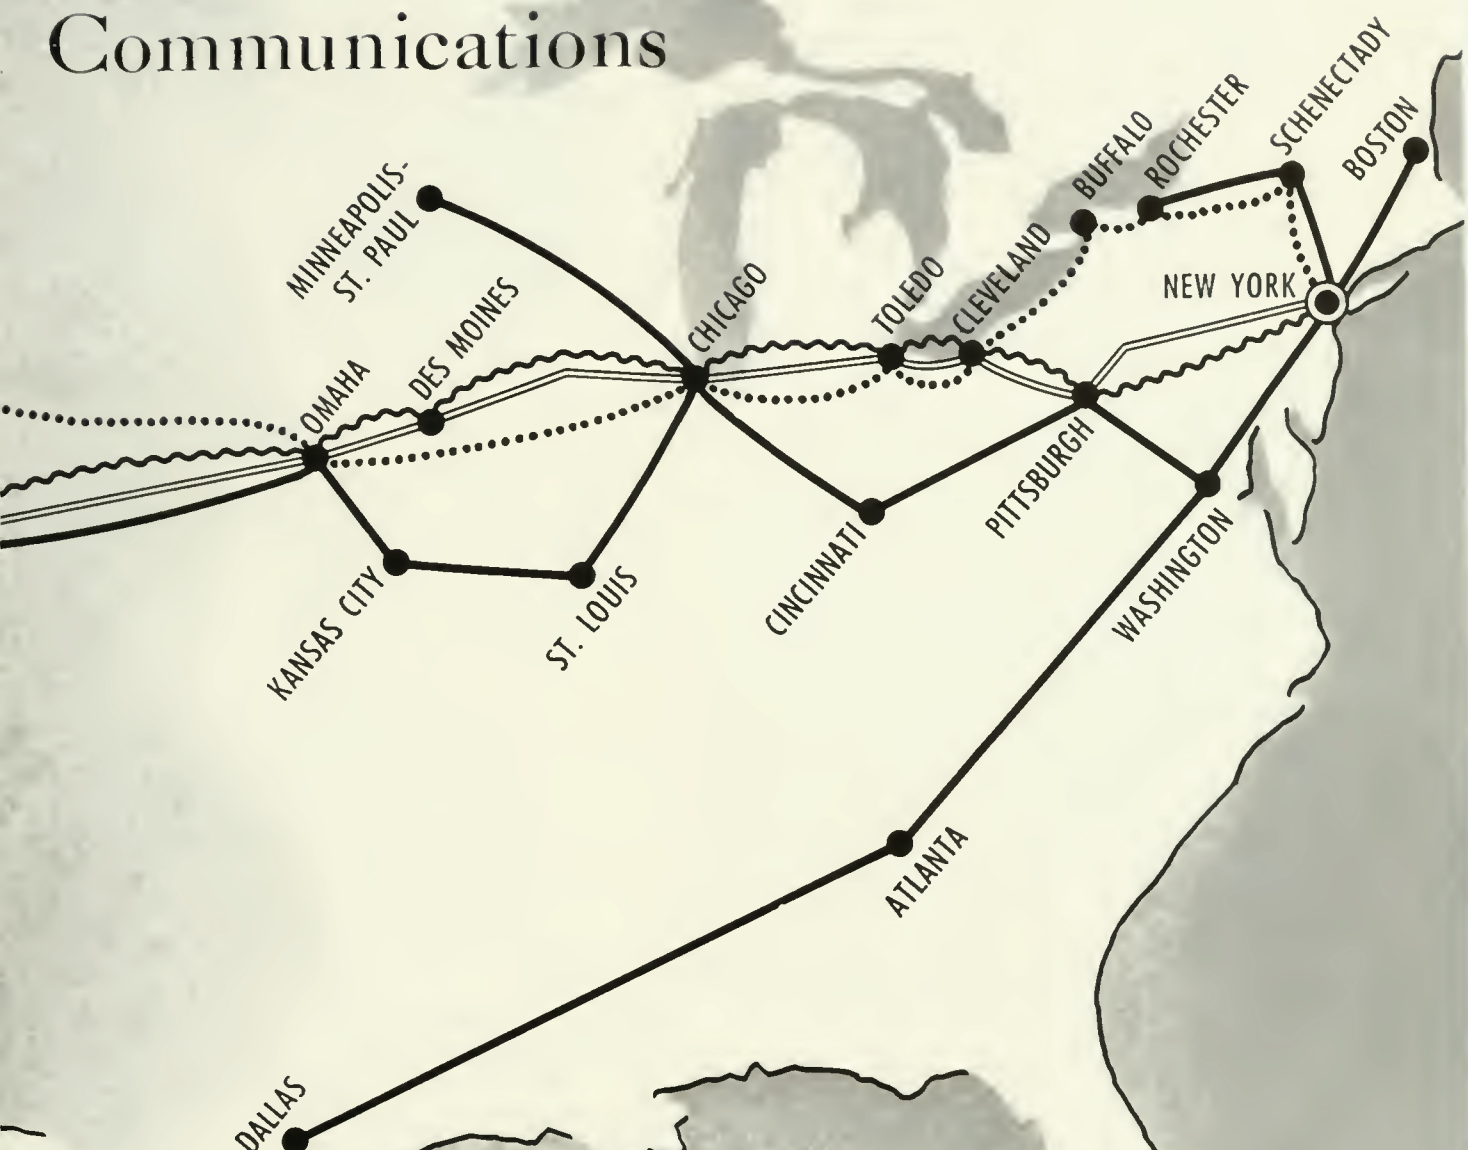 Communications
MINNEAPOLIS-
ST. PAUL
DES MOINES
OMAHA
CHICAGO
TOLEDO
CLEVELAND
BUFFALO
ROCHESTER
SCHENECTADY
BOSTON
NEW YORK
PITTSBURGH
WASHINGTON
CINCINNATI
KANSAS CITY
ST. LOUIS
ATLANTA
DALLAS